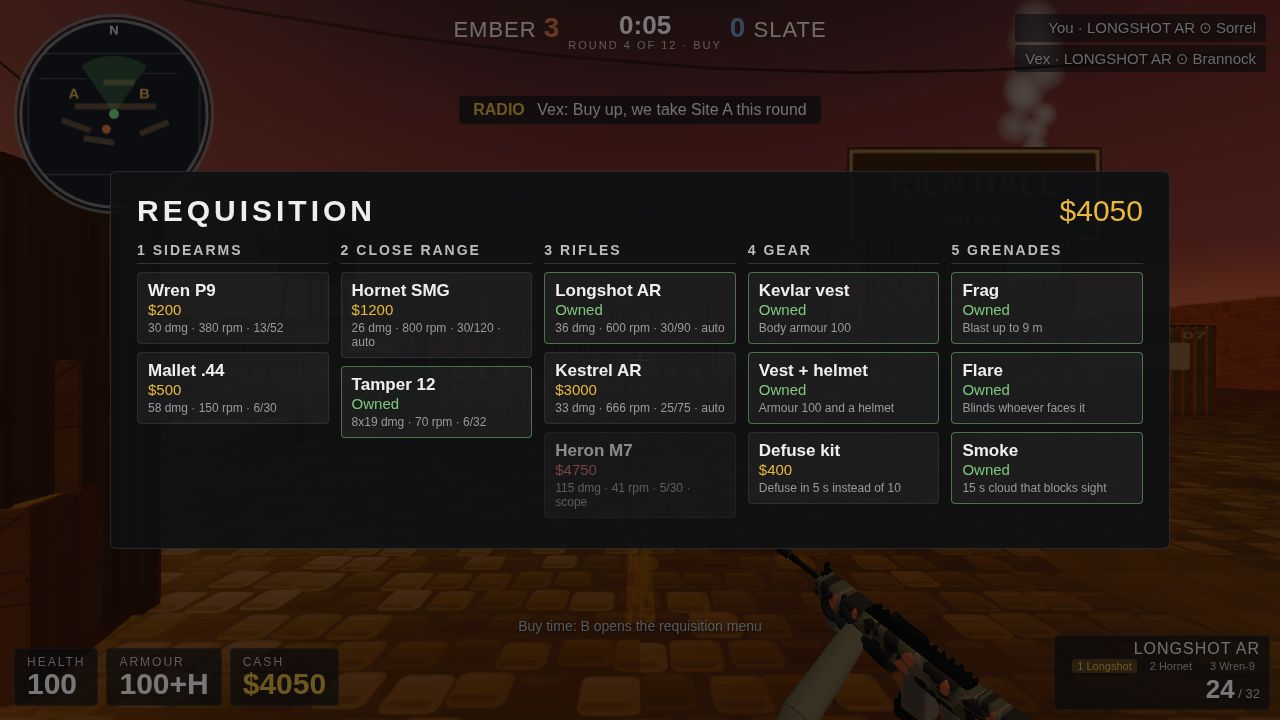 N
A
B
EMBER 3 0:05 0 SLATE
ROUND 4 OF 12 · BUY
You · LONGSHOT AR ⊙ Sorrel
Vex · LONGSHOT AR ⊙ Brannock
RADIO Vex: Buy up, we take Site A this round
KILN HALL
SITE A
REQUISITION
$4050
1 SIDEARMS
Wren P9
$200
30 dmg · 380 rpm · 13/52
Mallet .44
$500
58 dmg · 150 rpm · 6/30
2 CLOSE RANGE
Hornet SMG
$1200
26 dmg · 800 rpm · 30/120 ·
auto
Tamper 12
Owned
8x19 dmg · 70 rpm · 6/32
3 RIFLES
Longshot AR
Owned
36 dmg · 600 rpm · 30/90 · auto
Kestrel AR
$3000
33 dmg · 666 rpm · 25/75 · auto
Heron M7
$4750
115 dmg · 41 rpm · 5/30 ·
scope
4 GEAR
Kevlar vest
Owned
Body armour 100
Vest + helmet
Owned
Armour 100 and a helmet
Defuse kit
$400
Defuse in 5 s instead of 10
5 GRENADES
Frag
Owned
Blast up to 9 m
Flare
Owned
Blinds whoever faces it
Smoke
Owned
15 s cloud that blocks sight
07
Buy time: B opens the requisition menu
HEALTH
100
ARMOUR
100+H
CASH
$4050
LONGSHOT AR
1 Longshot 2 Hornet 3 Wren-9
24 / 32